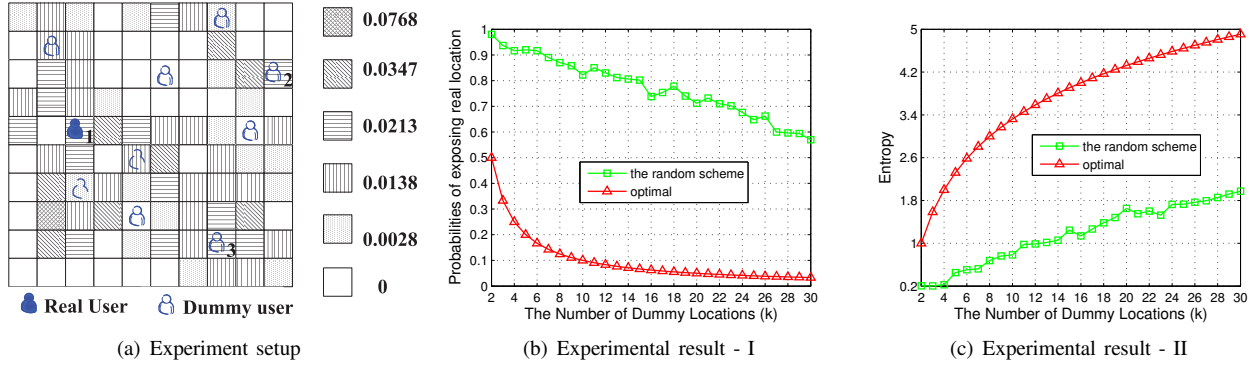 0.0768
0.0347
0.0213
0.0138
0.0028
0
1
2
3
Real User
Dummy user
(a) Experiment setup
Probabilities of exposing real location
1
0.9
0.8
0.7
0.6
0.5
0.4
0.3
0.2
0.1
0
the random scheme
optimal
2 4 6 8 10 12 14 16 18 20 22 24 26 28 30
The Number of Dummy Locations (k)
(b) Experimental result - I
Entropy
5
4.2
3.4
2.6
1.8
1
0.2
the random scheme
optimal
2 4 6 8 10 12 14 16 18 20 22 24 26 28 30
The Number of Dummy Locations (k)
(c) Experimental result - II